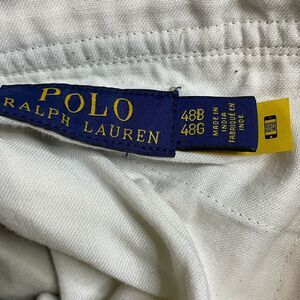 POLO
RALPH LAUREN
48B
48G
MADE IN
INDIA
FABRIQUÉ EN
INDE